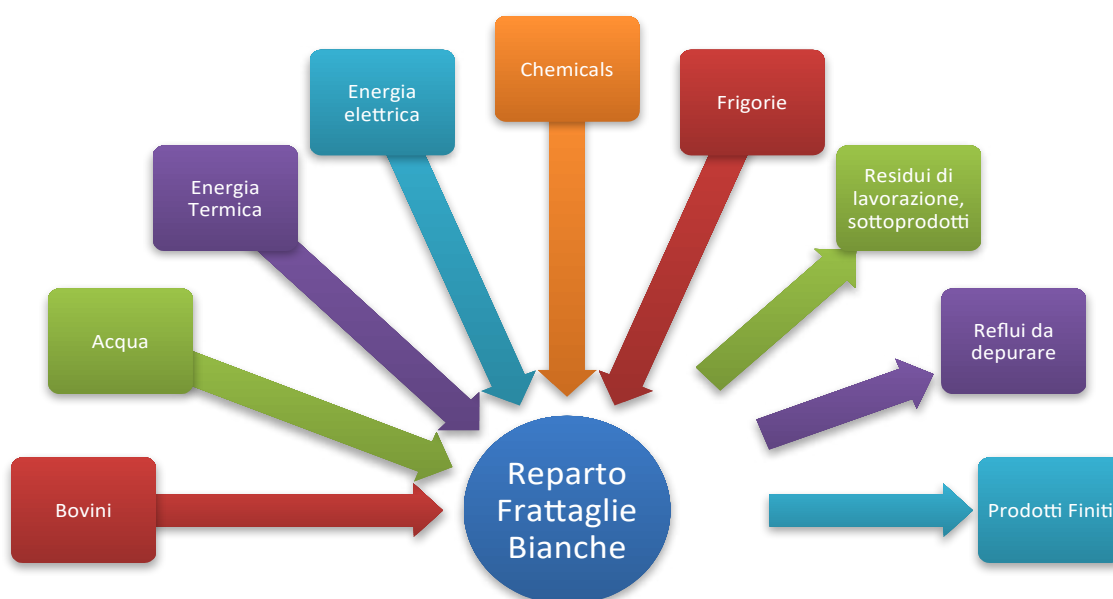 Chemicals
Energia
elettrica
Frigorie
Energia
Termica
Residui di
lavorazione,
sottoprodotti
Acqua
Reflui da
depurare
Bovini
Reparto
Frattaglie
Bianche
Prodotti Finiti